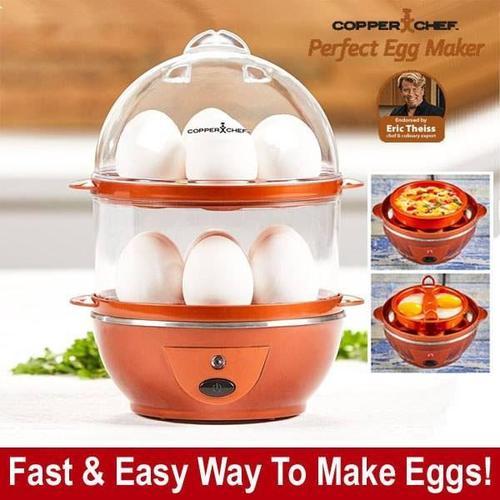 COPPER CHEF
Perfect Egg Maker
Endorsed by
Eric Theiss
chef & culinary expert
COPPER CHEF
Fast & Easy Way To Make Eggs!